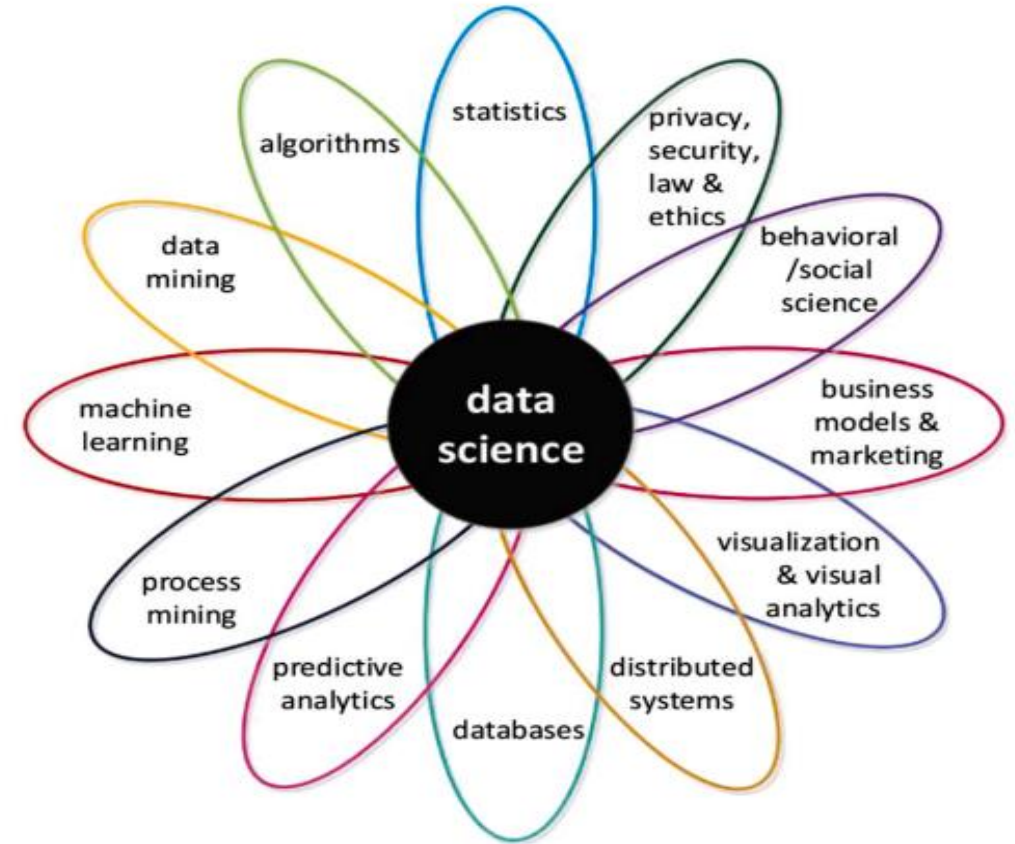 statistics
privacy,
security,
law &
ethics
behavioral
/social
science
business
models &
marketing
visualization
& visual
analytics
distributed
systems
databases
predictive
analytics
process
mining
machine
learning
data
mining
algorithms
data
science